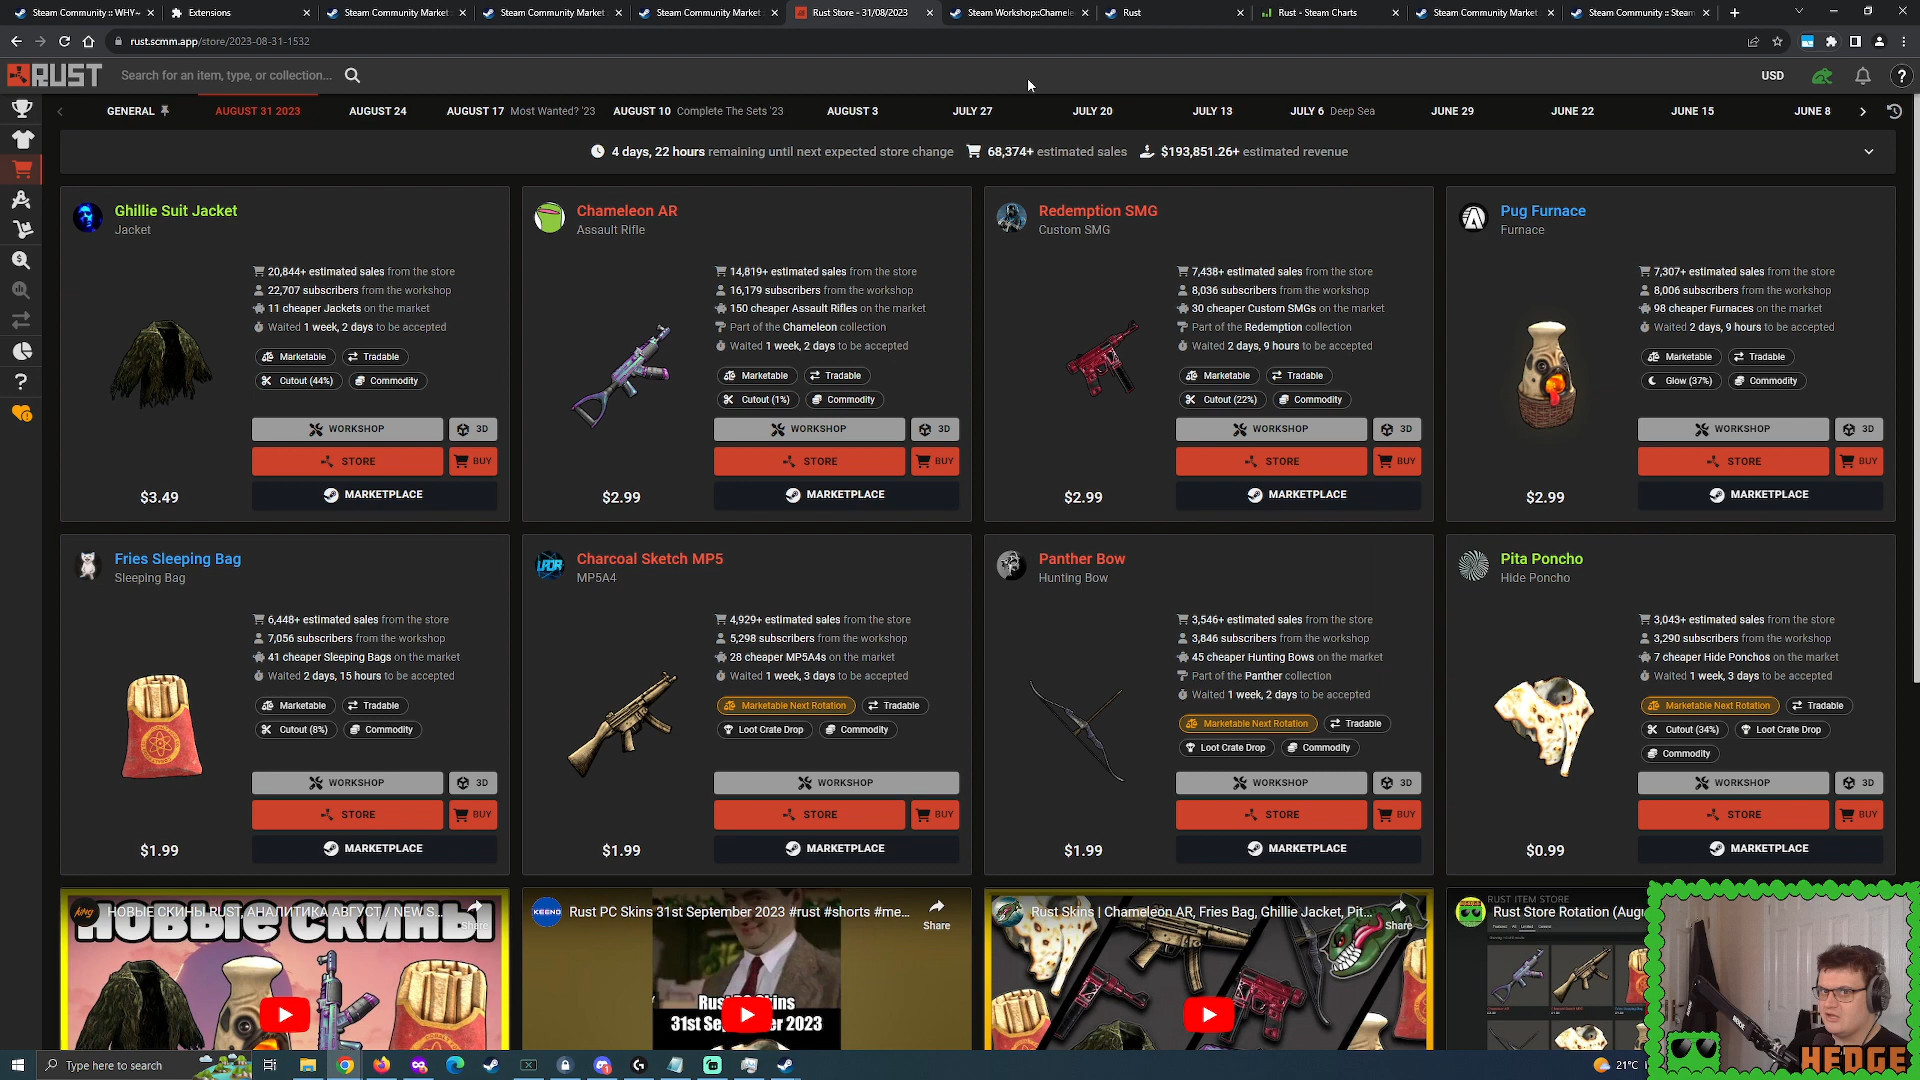 Steam Community :: WHY~
Extensions
Steam Community Market
Steam Community Market
Steam Community Market
Rust Store - 31/08/2023
Steam Workshop::Chamele
Rust
Rust - Steam Charts
Steam Community Market
Steam Community :: Steam
rust.scmm.app/store/2023-08-31-1532
RUST
Search for an item, type, or collection...
USD
GENERAL
AUGUST 31 2023
AUGUST 24
AUGUST 17 Most Wanted? '23
AUGUST 10 Complete The Sets '23
AUGUST 3
JULY 27
JULY 20
JULY 13
JULY 6 Deep Sea
JUNE 29
JUNE 22
JUNE 15
JUNE 8
4 days, 22 hours remaining until next expected store change
68,374+ estimated sales
$193,851.26+ estimated revenue
Ghillie Suit Jacket
Jacket
20,844+ estimated sales from the store
22,707 subscribers from the workshop
11 cheaper Jackets on the market
Waited 1 week, 2 days to be accepted
Marketable
Tradable
Cutout (44%)
Commodity
WORKSHOP
3D
STORE
BUY
$3.49
MARKETPLACE
Chameleon AR
Assault Rifle
14,819+ estimated sales from the store
16,179 subscribers from the workshop
150 cheaper Assault Rifles on the market
Part of the Chameleon collection
Waited 1 week, 2 days to be accepted
Marketable
Tradable
Cutout (1%)
Commodity
WORKSHOP
3D
STORE
BUY
$2.99
MARKETPLACE
Redemption SMG
Custom SMG
7,438+ estimated sales from the store
8,036 subscribers from the workshop
30 cheaper Custom SMGs on the market
Part of the Redemption collection
Waited 2 days, 9 hours to be accepted
Marketable
Tradable
Cutout (22%)
Commodity
WORKSHOP
3D
STORE
BUY
$2.99
MARKETPLACE
Pug Furnace
Furnace
7,307+ estimated sales from the store
8,006 subscribers from the workshop
98 cheaper Furnaces on the market
Waited 2 days, 9 hours to be accepted
Marketable
Tradable
Glow (37%)
Commodity
WORKSHOP
3D
STORE
BUY
$2.99
MARKETPLACE
Fries Sleeping Bag
Sleeping Bag
6,448+ estimated sales from the store
7,056 subscribers from the workshop
41 cheaper Sleeping Bags on the market
Waited 2 days, 15 hours to be accepted
Marketable
Tradable
Cutout (8%)
Commodity
WORKSHOP
3D
STORE
BUY
$1.99
MARKETPLACE
Charcoal Sketch MP5
MP5A4
4,929+ estimated sales from the store
5,298 subscribers from the workshop
28 cheaper MP5A4s on the market
Waited 1 week, 3 days to be accepted
Marketable Next Rotation
Tradable
Loot Crate Drop
Commodity
WORKSHOP
STORE
BUY
$1.99
MARKETPLACE
Panther Bow
Hunting Bow
3,546+ estimated sales from the store
3,846 subscribers from the workshop
45 cheaper Hunting Bows on the market
Part of the Panther collection
Waited 1 week, 2 days to be accepted
Marketable Next Rotation
Tradable
Loot Crate Drop
Commodity
WORKSHOP
3D
STORE
BUY
$1.99
MARKETPLACE
Pita Poncho
Hide Poncho
3,043+ estimated sales from the store
3,290 subscribers from the workshop
7 cheaper Hide Ponchos on the market
Waited 1 week, 3 days to be accepted
Marketable Next Rotation
Tradable
Cutout (34%)
Loot Crate Drop
Commodity
WORKSHOP
3D
STORE
BUY
$0.99
MARKETPLACE
НОВЫЕ СКИНЫ RUST, АНАЛИТИКА АВГУСТ / NEW S...
Share
НОВЫЕ СКИНЫ
KEENO
Rust PC Skins 31st September 2023 #rust #shorts #me...
Share
Rust PC Skins
31st September 2023
Rust Skins | Chameleon AR, Fries Bag, Ghillie Jacket, Pit...
Share
RUST ITEM STORE
Rust Store Rotation (Augu
HEDGE
Type here to search
21°C